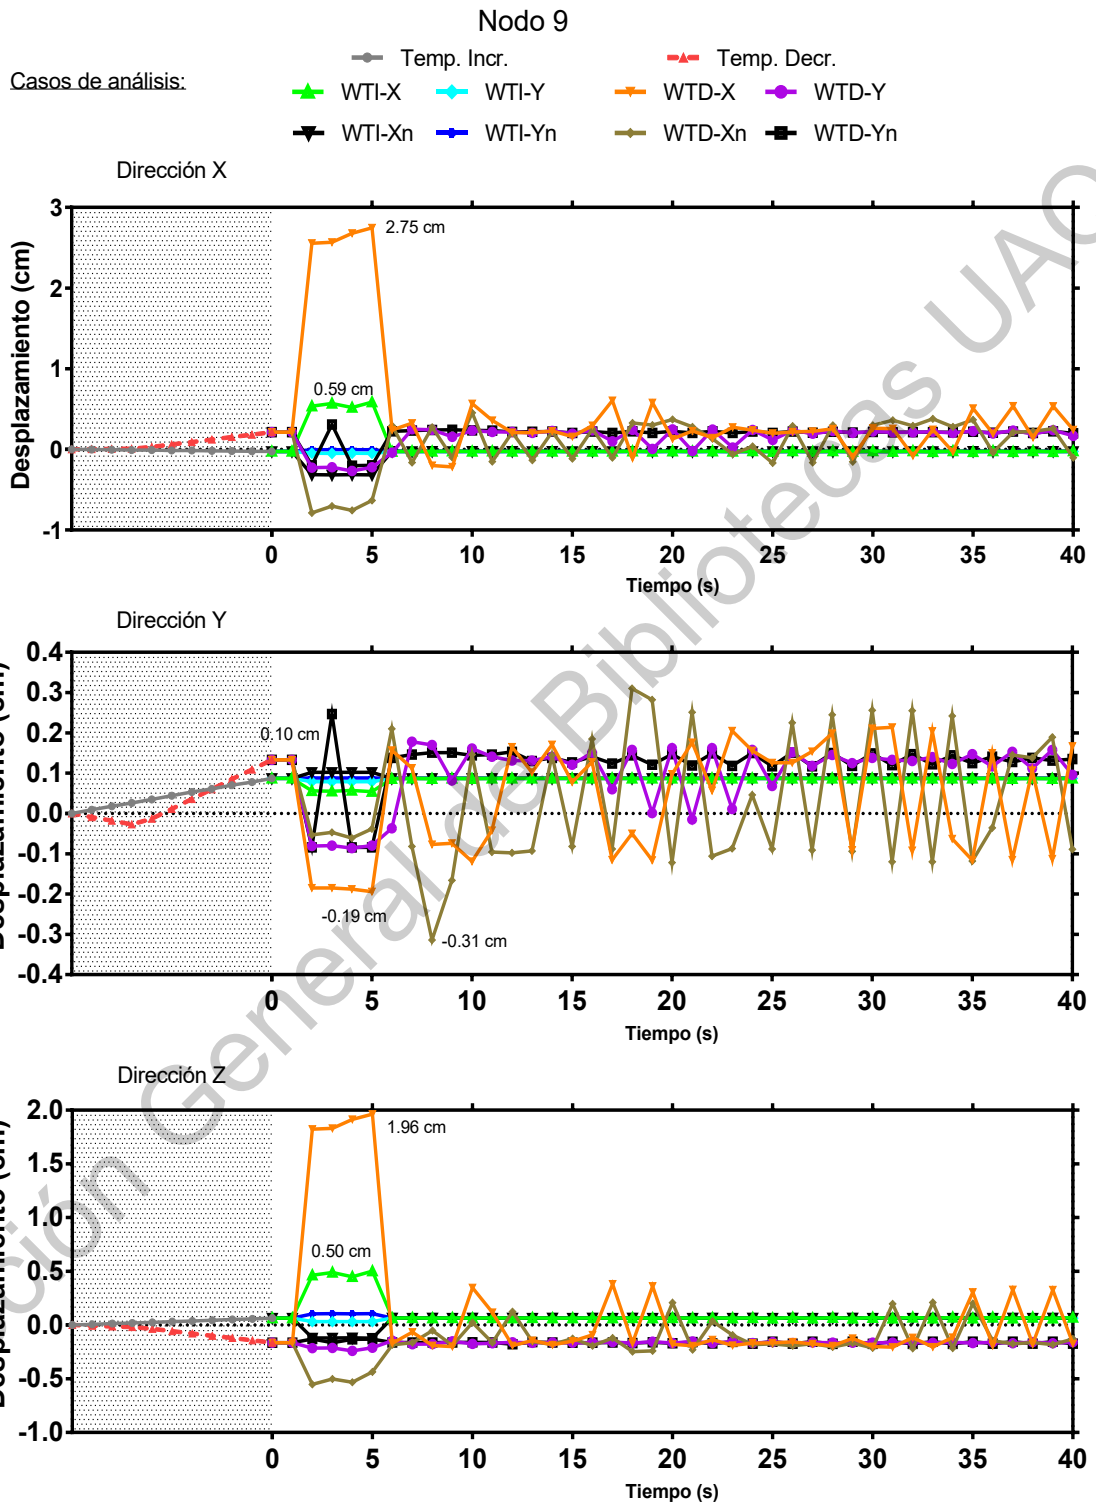 Nodo 9
Temp. Incr. Temp. Decr.
Casos de análisis:
WTI-X WTI-Y WTD-X WTD-Y
WTI-Xn WTI-Yn WTD-Xn WTD-Yn
Dirección X
3
2
1
0
-1
Desplazamiento (cm)
2.75 cm
0.59 cm
0 5 10 15 20 25 30 35 40
Tiempo (s)
Dirección Y
0.4
0.3
0.2
0.1
0.0
-0.1
-0.2
-0.3
-0.4
Desplazamiento (cm)
0.10 cm
-0.19 cm
-0.31 cm
0 5 10 15 20 25 30 35 40
Tiempo (s)
Dirección Z
2.0
1.5
1.0
0.5
0.0
-0.5
-1.0
Desplazamiento (cm)
1.96 cm
0.50 cm
0 5 10 15 20 25 30 35 40
Tiempo (s)
ción General de Bibliotecas UAQ